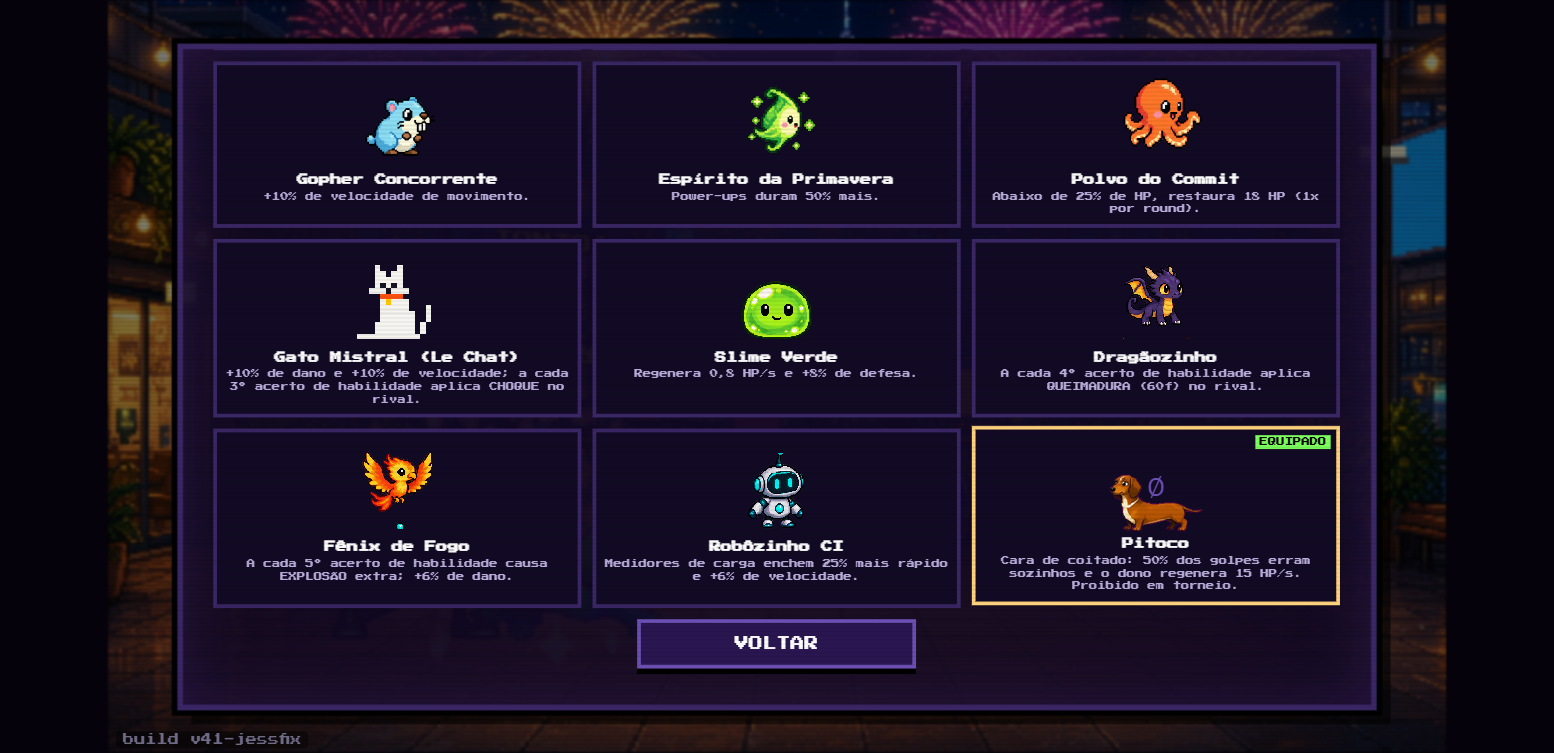 Gopher Concorrente
+10% de velocidade de movimento.
Espírito da Primavera
Power-ups duram 50% mais.
Polvo do Commit
Abaixo de 25% de HP, restaura 18 HP (1x
por round).
Gato Mistral (Le Chat)
+10% de dano e +10% de velocidade; a cada
3° acerto de habilidade aplica CHOQUE no
rival.
Slime Verde
Regenera 0,8 HP/s e +8% de defesa.
Dragãozinho
A cada 4° acerto de habilidade aplica
QUEIMADURA (60f) no rival.
Fênix de Fogo
A cada 5° acerto de habilidade causa
EXPLOSÃO extra; +6% de dano.
Robôzinho CI
Medidores de carga enchem 25% mais rápido
e +6% de velocidade.
EQUIPADO
Ø
Pitoco
Cara de coitado: 50% dos golpes erram
sozinhos e o dono regenera 15 HP/s.
Proibido em torneio.
VOLTAR
build v41-jessfix